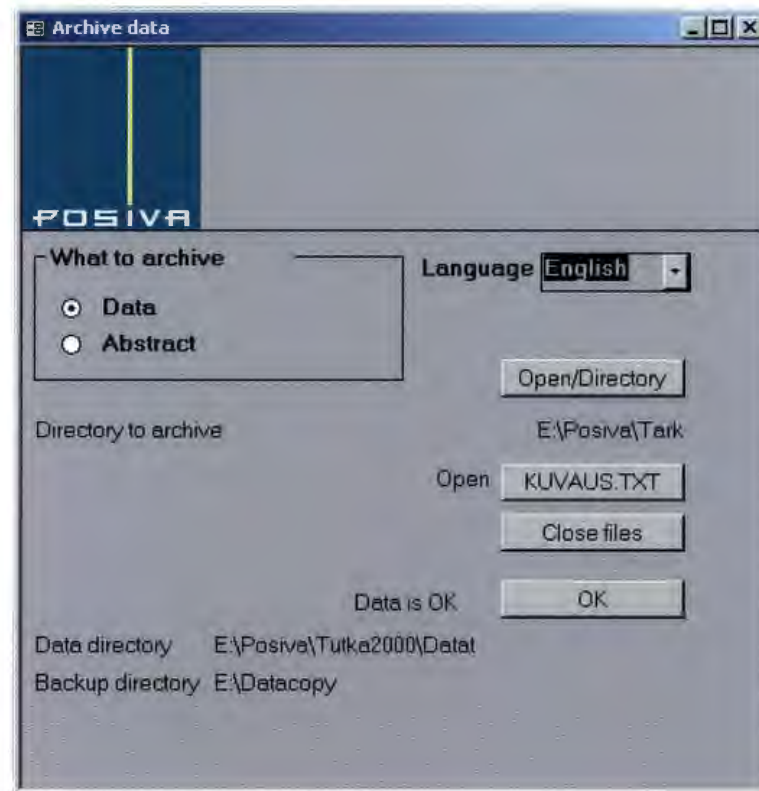 Archive data
POSIVA
What to archive
Language English
Data
Abstract
Open/Directory
Directory to archive E:\Posiva\Tark
Open KUVAUS.TXT
Close files
Data is OK OK
Data directory E:\Posiva\Tutka2000\Datat
Backup directory E:\Datacopy